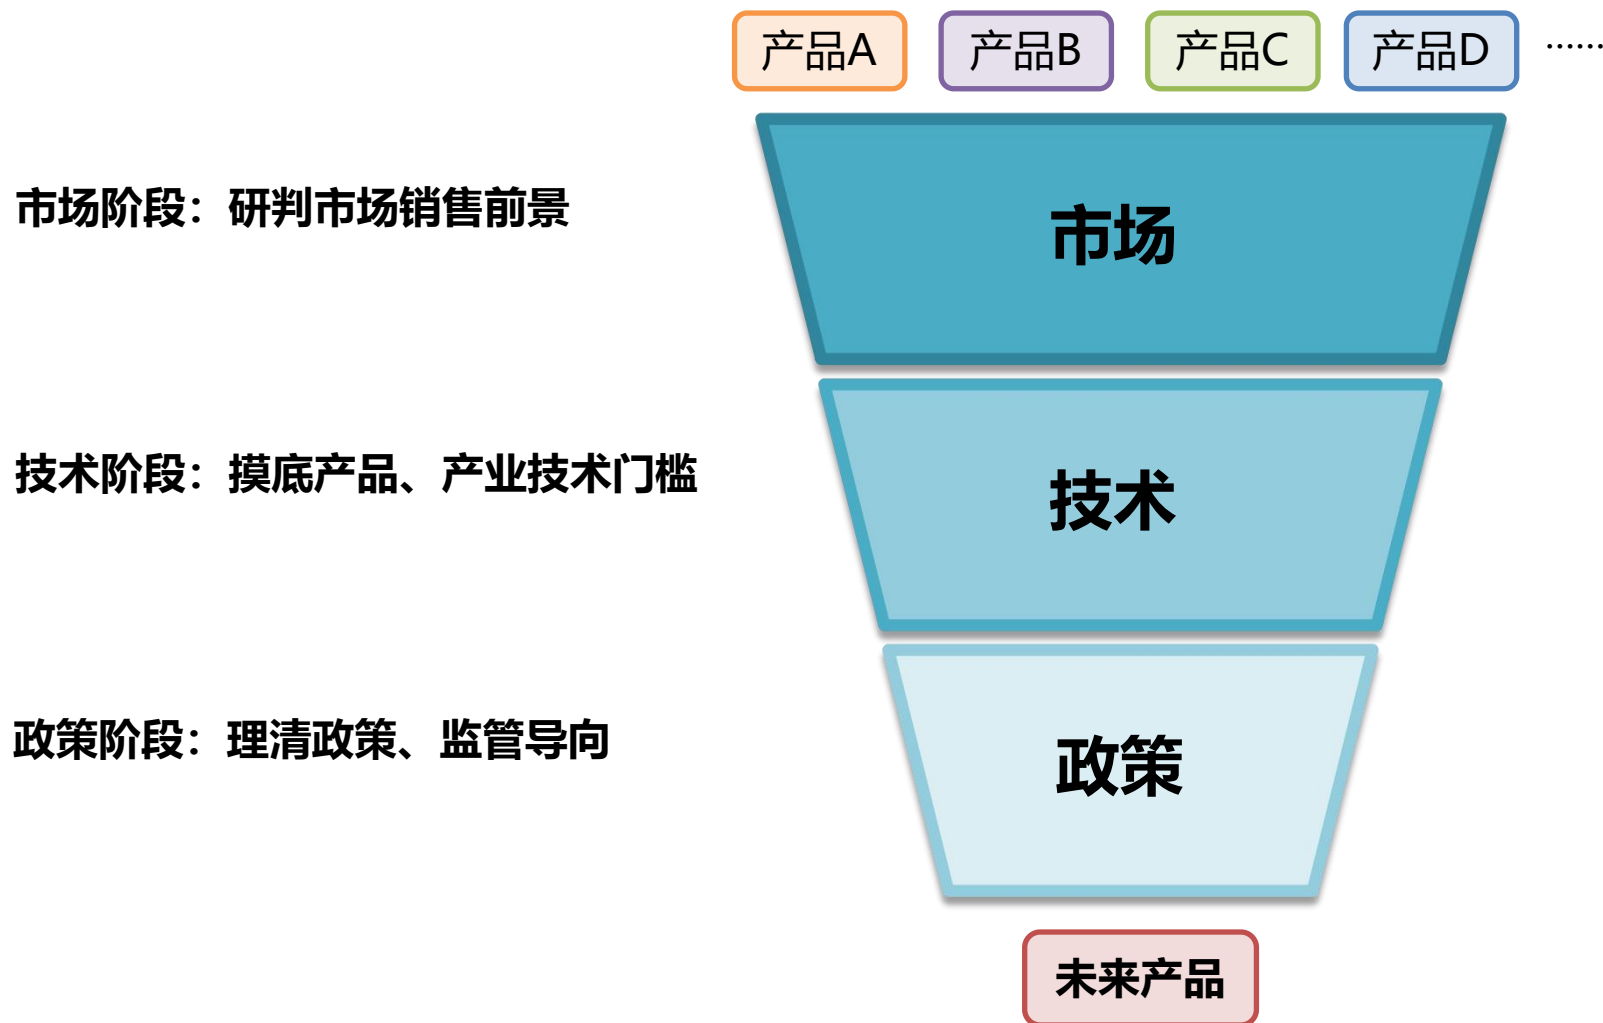 产品A 产品B 产品C 产品D ……
市场阶段：研判市场销售前景
市场
技术阶段：摸底产品、产业技术门槛
技术
政策阶段：理清政策、监管导向
政策
未来产品